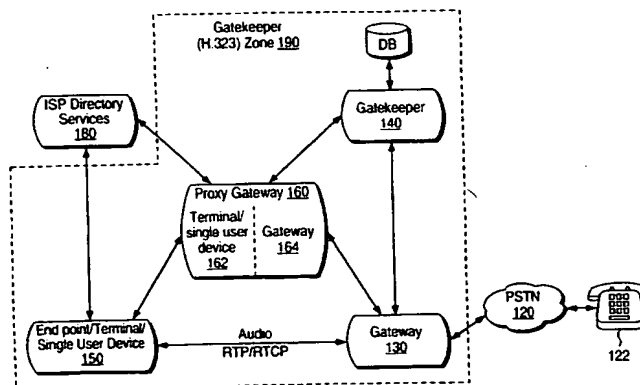 Gatekeeper
(H.323) Zone 190
DB
ISP Directory
Services
180
Gatekeeper
140
Proxy Gateway 160
Terminal/
single user
device
162
Gateway
164
PSTN
120
End point/Terminal/
Single User Device
150
Audio
RTP/RTCP
Gateway
130
122